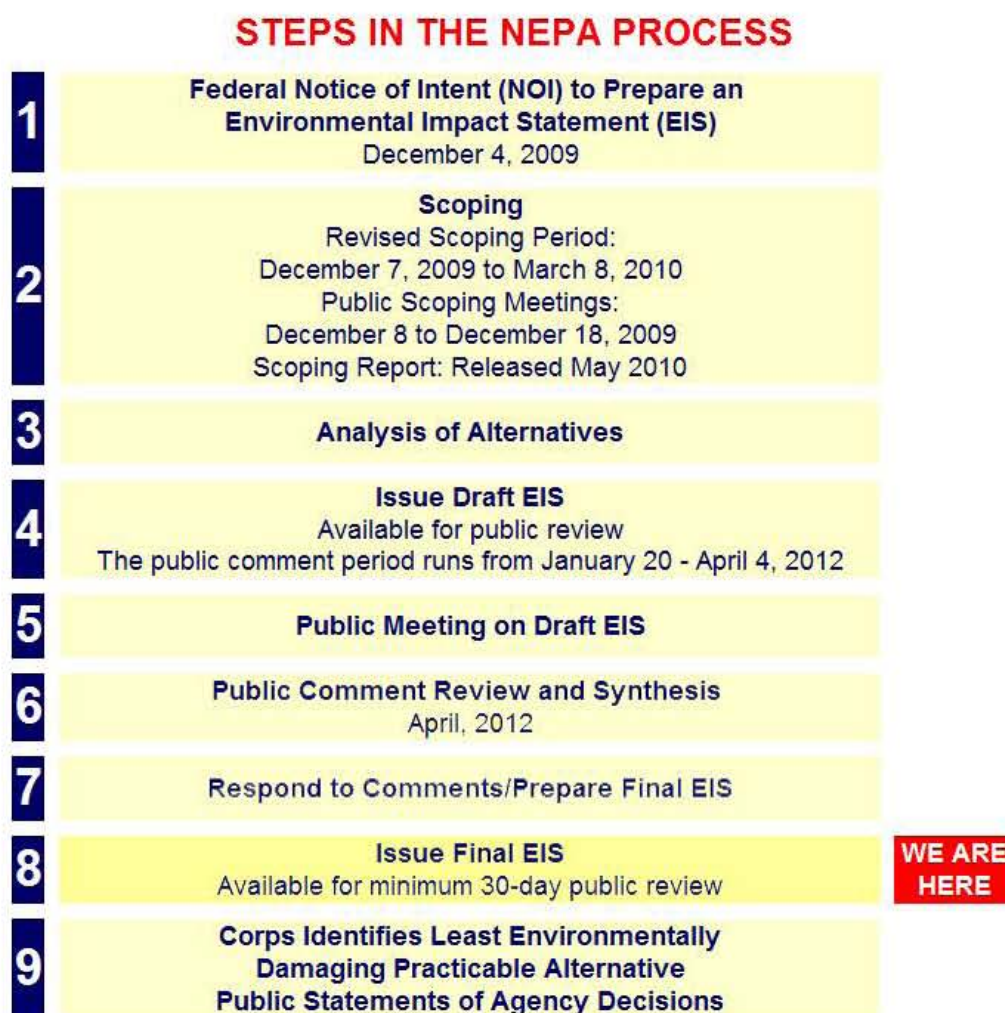 STEPS IN THE NEPA PROCESS
1
Federal Notice of Intent (NOI) to Prepare an
Environmental Impact Statement (EIS)
December 4, 2009
2
Scoping
Revised Scoping Period:
December 7, 2009 to March 8, 2010
Public Scoping Meetings:
December 8 to December 18, 2009
Scoping Report: Released May 2010
3
Analysis of Alternatives
4
Issue Draft EIS
Available for public review
The public comment period runs from January 20 - April 4, 2012
5
Public Meeting on Draft EIS
6
Public Comment Review and Synthesis
April, 2012
7
Respond to Comments/Prepare Final EIS
8
Issue Final EIS
Available for minimum 30-day public review
WE ARE
HERE
9
Corps Identifies Least Environmentally
Damaging Practicable Alternative
Public Statements of Agency Decisions